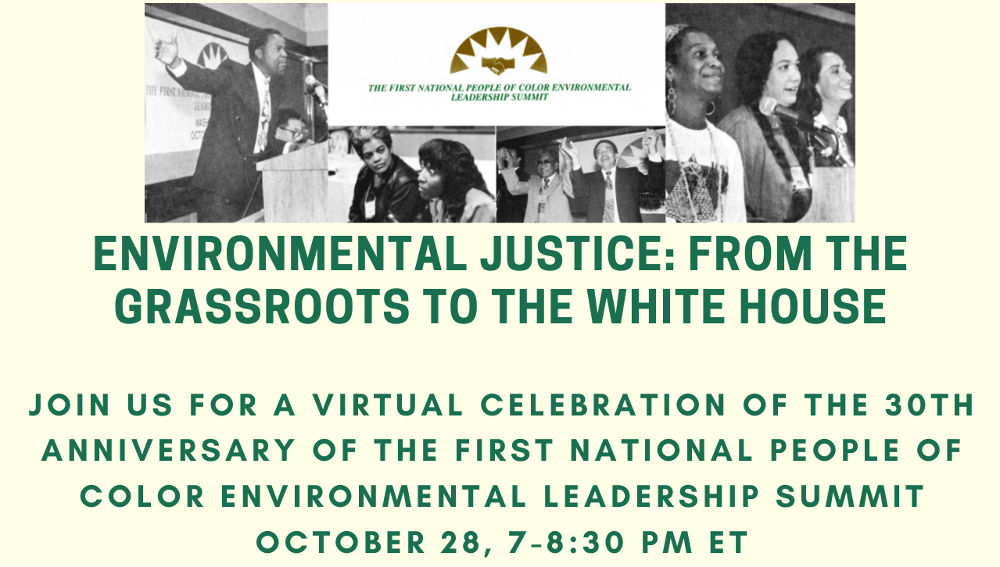 THE FIRST NATIONAL PEOPLE OF COLOR ENVIRONMENTAL
LEADERSHIP SUMMIT
ENVIRONMENTAL JUSTICE: FROM THE
GRASSROOTS TO THE WHITE HOUSE
JOIN US FOR A VIRTUAL CELEBRATION OF THE 30TH
ANNIVERSARY OF THE FIRST NATIONAL PEOPLE OF
COLOR ENVIRONMENTAL LEADERSHIP SUMMIT
OCTOBER 28, 7-8:30 PM ET